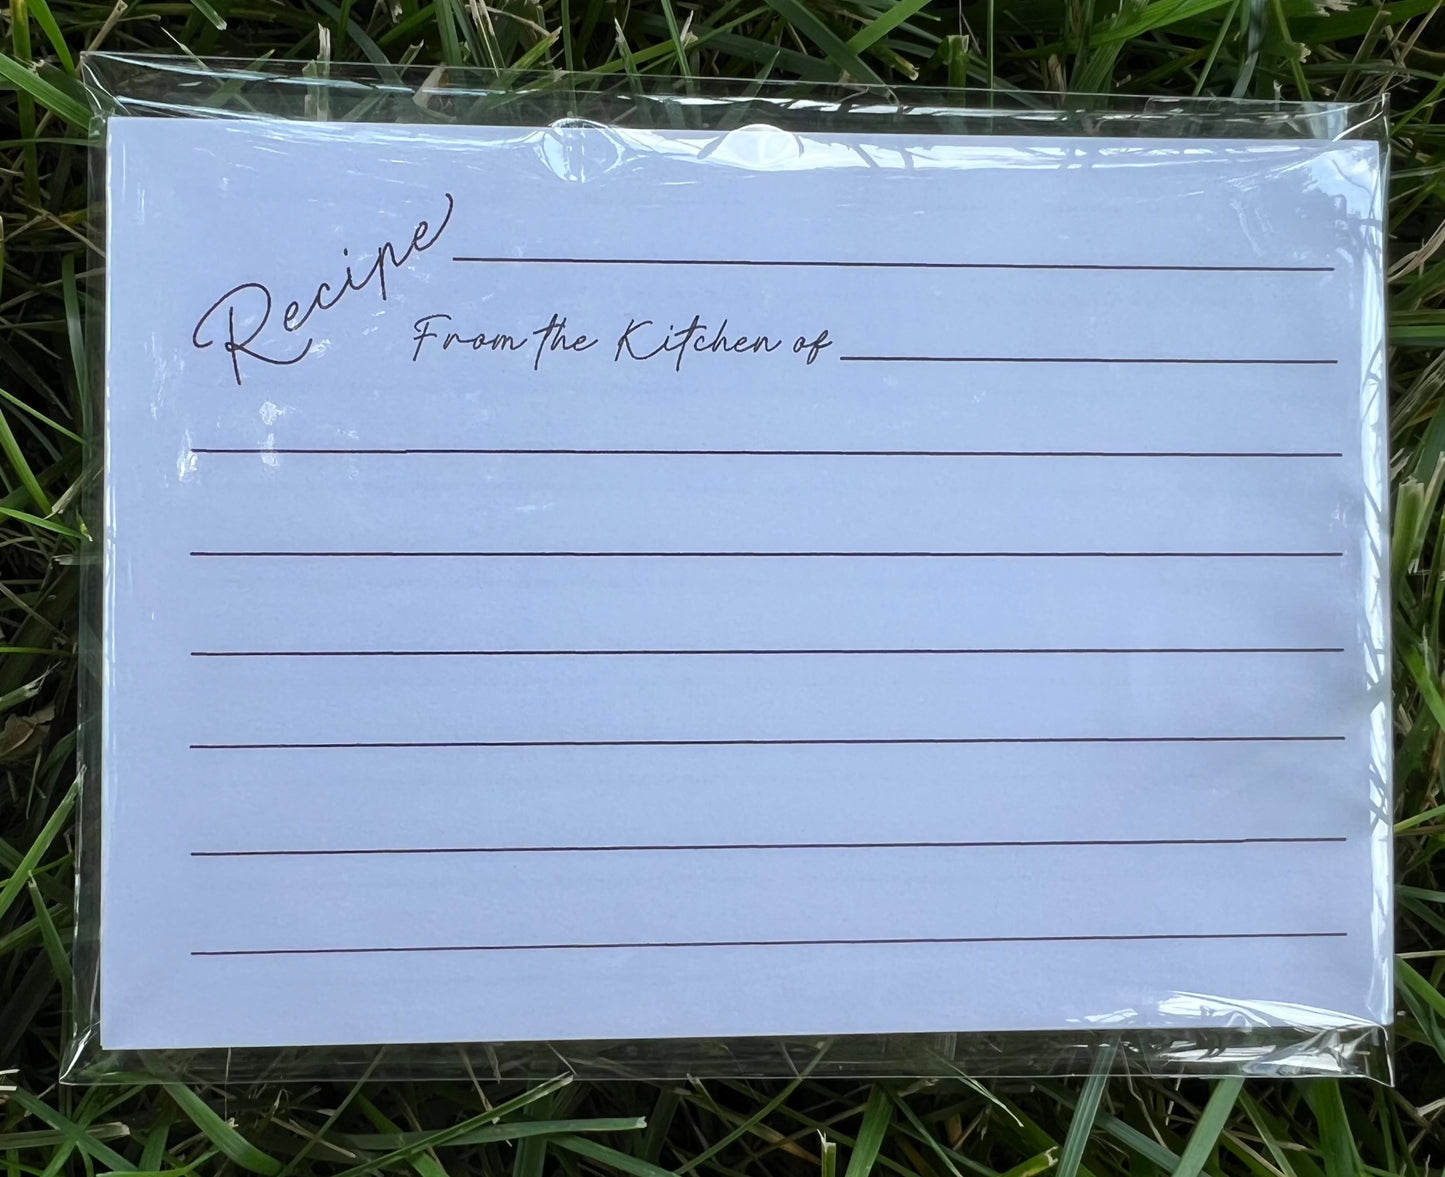 Recipe
From the Kitchen of